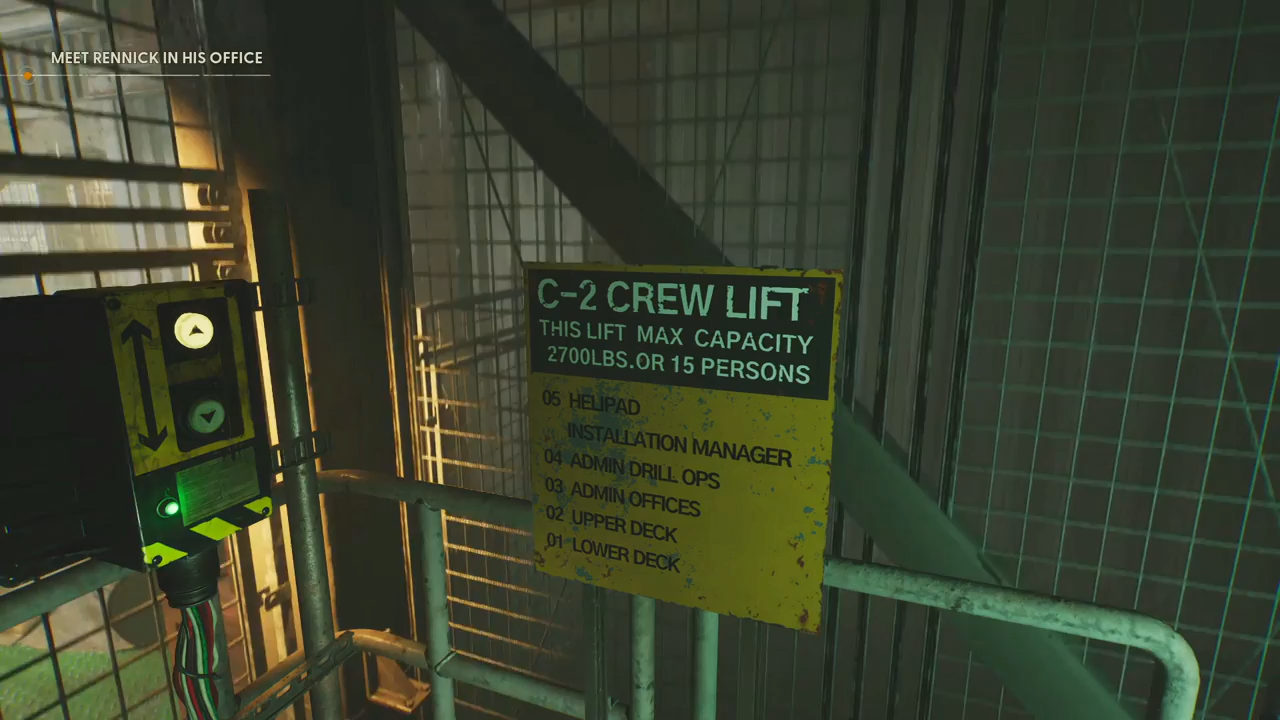 MEET RENNICK IN HIS OFFICE
C-2 CREW LIFT
THIS LIFT MAX CAPACITY
2700LBS.OR 15 PERSONS
05 HELIPAD
INSTALLATION MANAGER
04 ADMIN DRILL OPS
03 ADMIN OFFICES
02 UPPER DECK
01 LOWER DECK